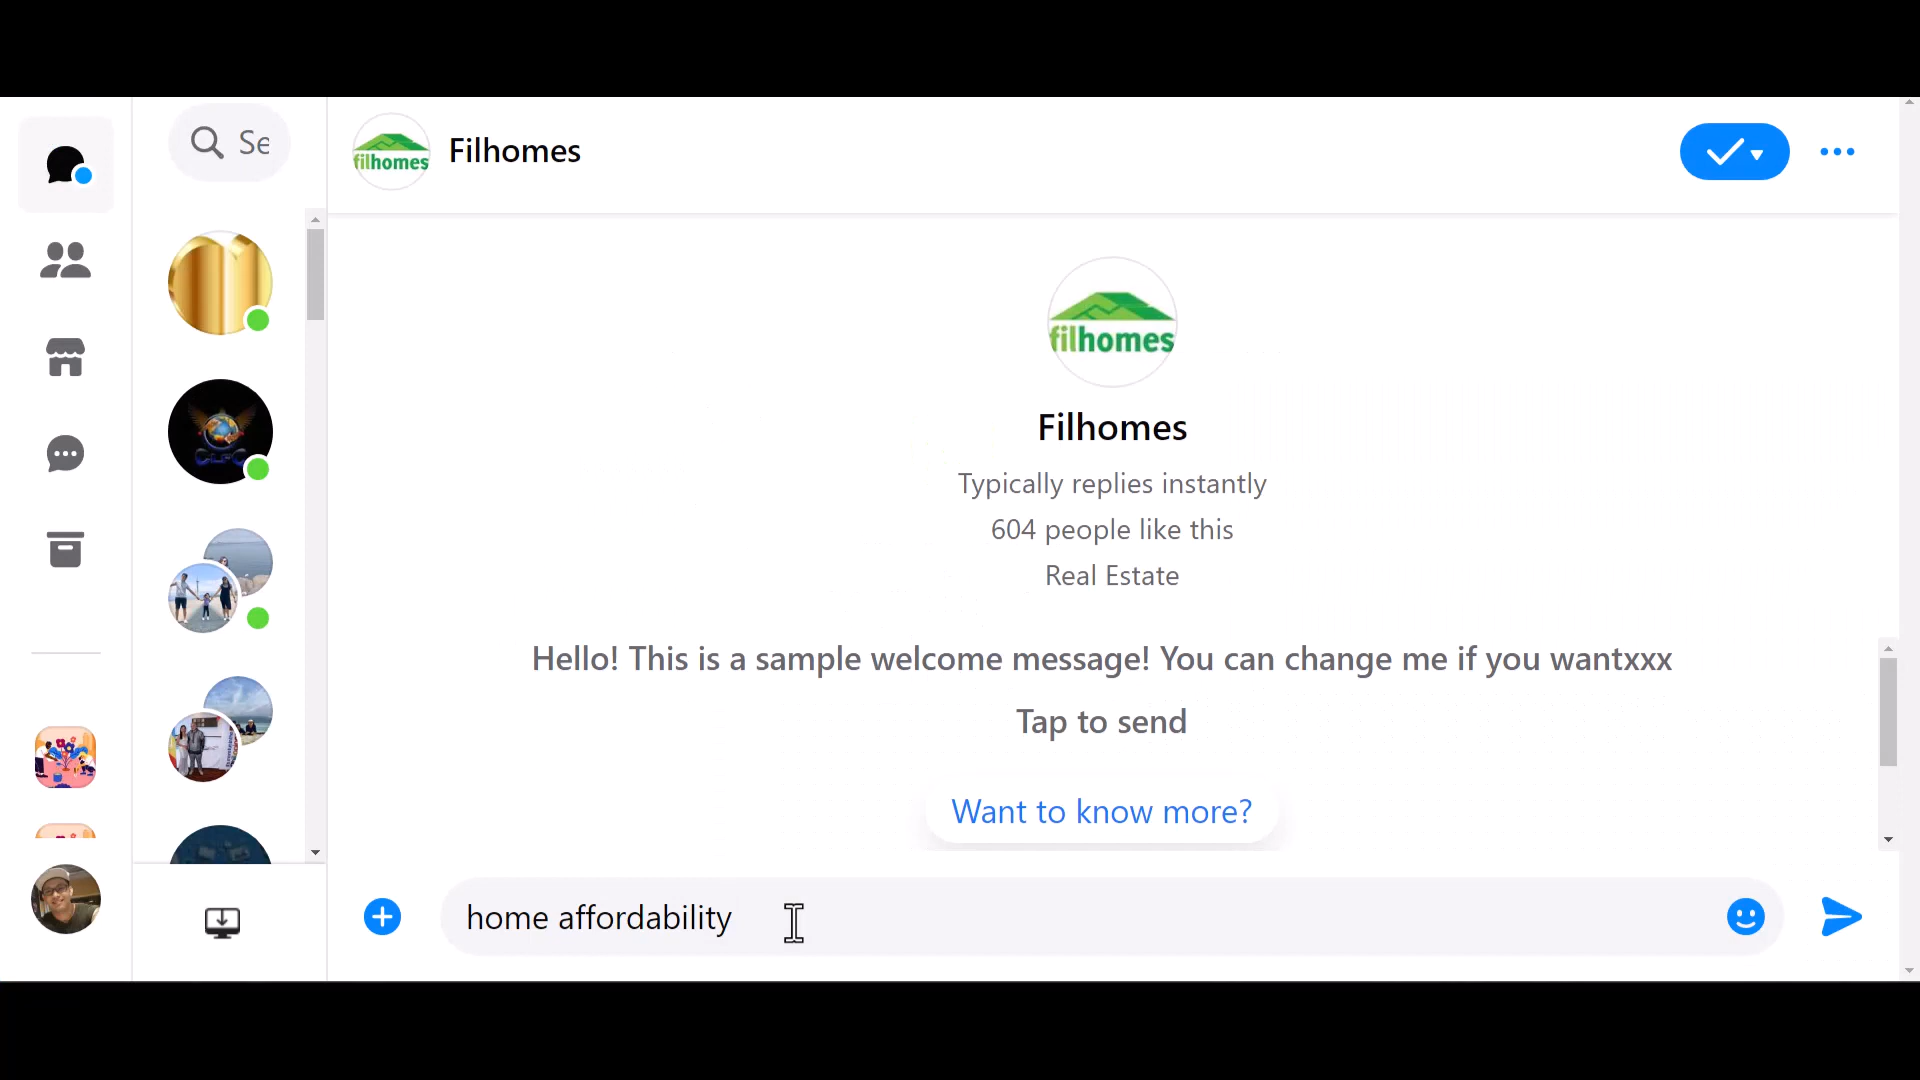 Se
filhomes
Filhomes
filhomes
Filhomes
Typically replies instantly
604 people like this
Real Estate
Hello! This is a sample welcome message! You can change me if you wantxxx
Tap to send
Want to know more?
home affordability